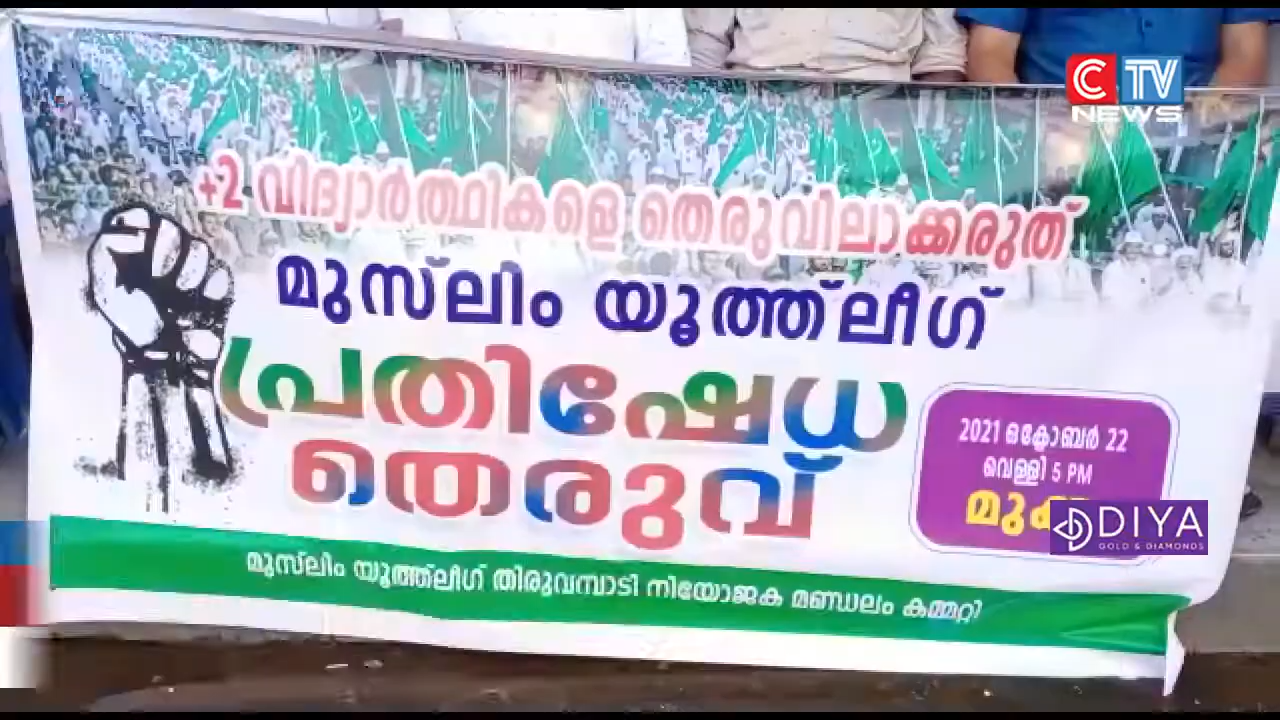 C TV
NEWS
+2 വിദ്യാർത്ഥികളെ തെരുവിലാക്കരുത്
മുസ്‌ലിം യൂത്ത്‌ലീഗ്
പ്രതിഷേധ
തെരുവ്
2021 ഒക്ടോബർ 22
വെള്ളി 5 PM
DIYA
GOLD & DIAMONDS
മുസ്‌ലിം യൂത്ത്‌ലീഗ് തിരുവമ്പാടി നിയോജക മണ്ഡലം കമ്മറ്റി